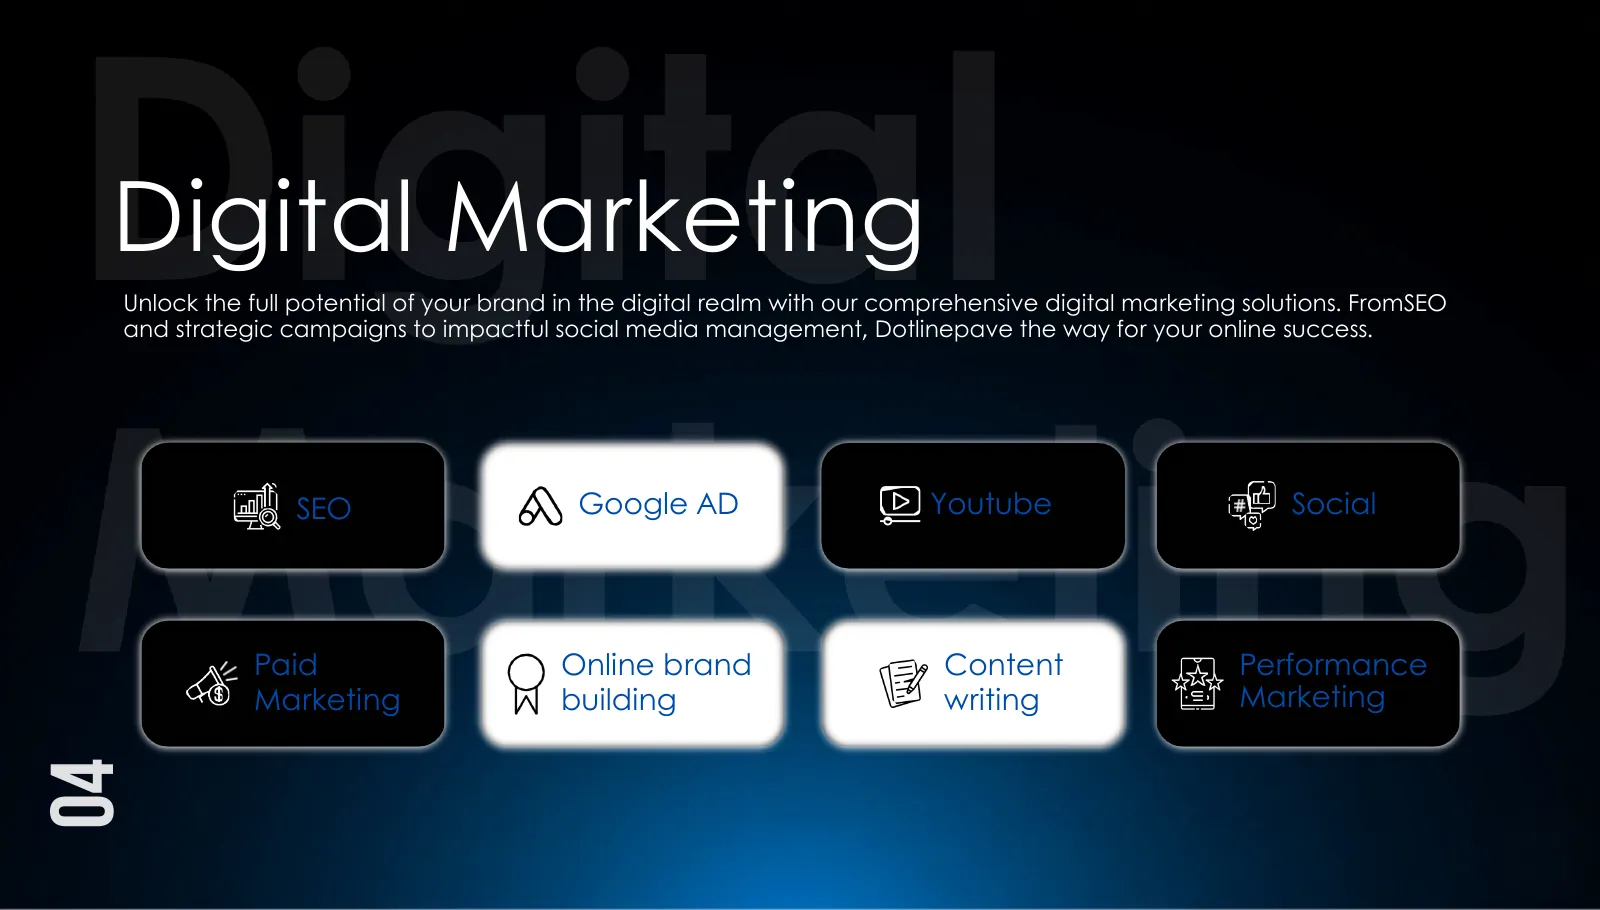 Digital
Digital Marketing
Unlock the full potential of your brand in the digital realm with our comprehensive digital marketing solutions. FromSEO
and strategic campaigns to impactful social media management, Dotlinepave the way for your online success.
Marketing
SEO
Google AD
Youtube
#
Social
Paid
Marketing
$
Online brand
building
Content
writing
Performance
Marketing
04